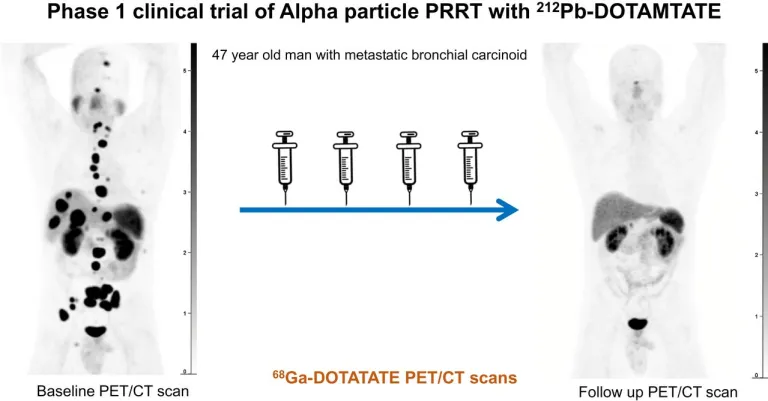 Phase 1 clinical trial of Alpha particle PRRT with ²¹²Pb-DOTAMTATE
47 year old man with metastatic bronchial carcinoid
5
4
3
2
1
0
5
4
3
2
1
0
⁶⁸Ga-DOTATATE PET/CT scans
Baseline PET/CT scan
Follow up PET/CT scan